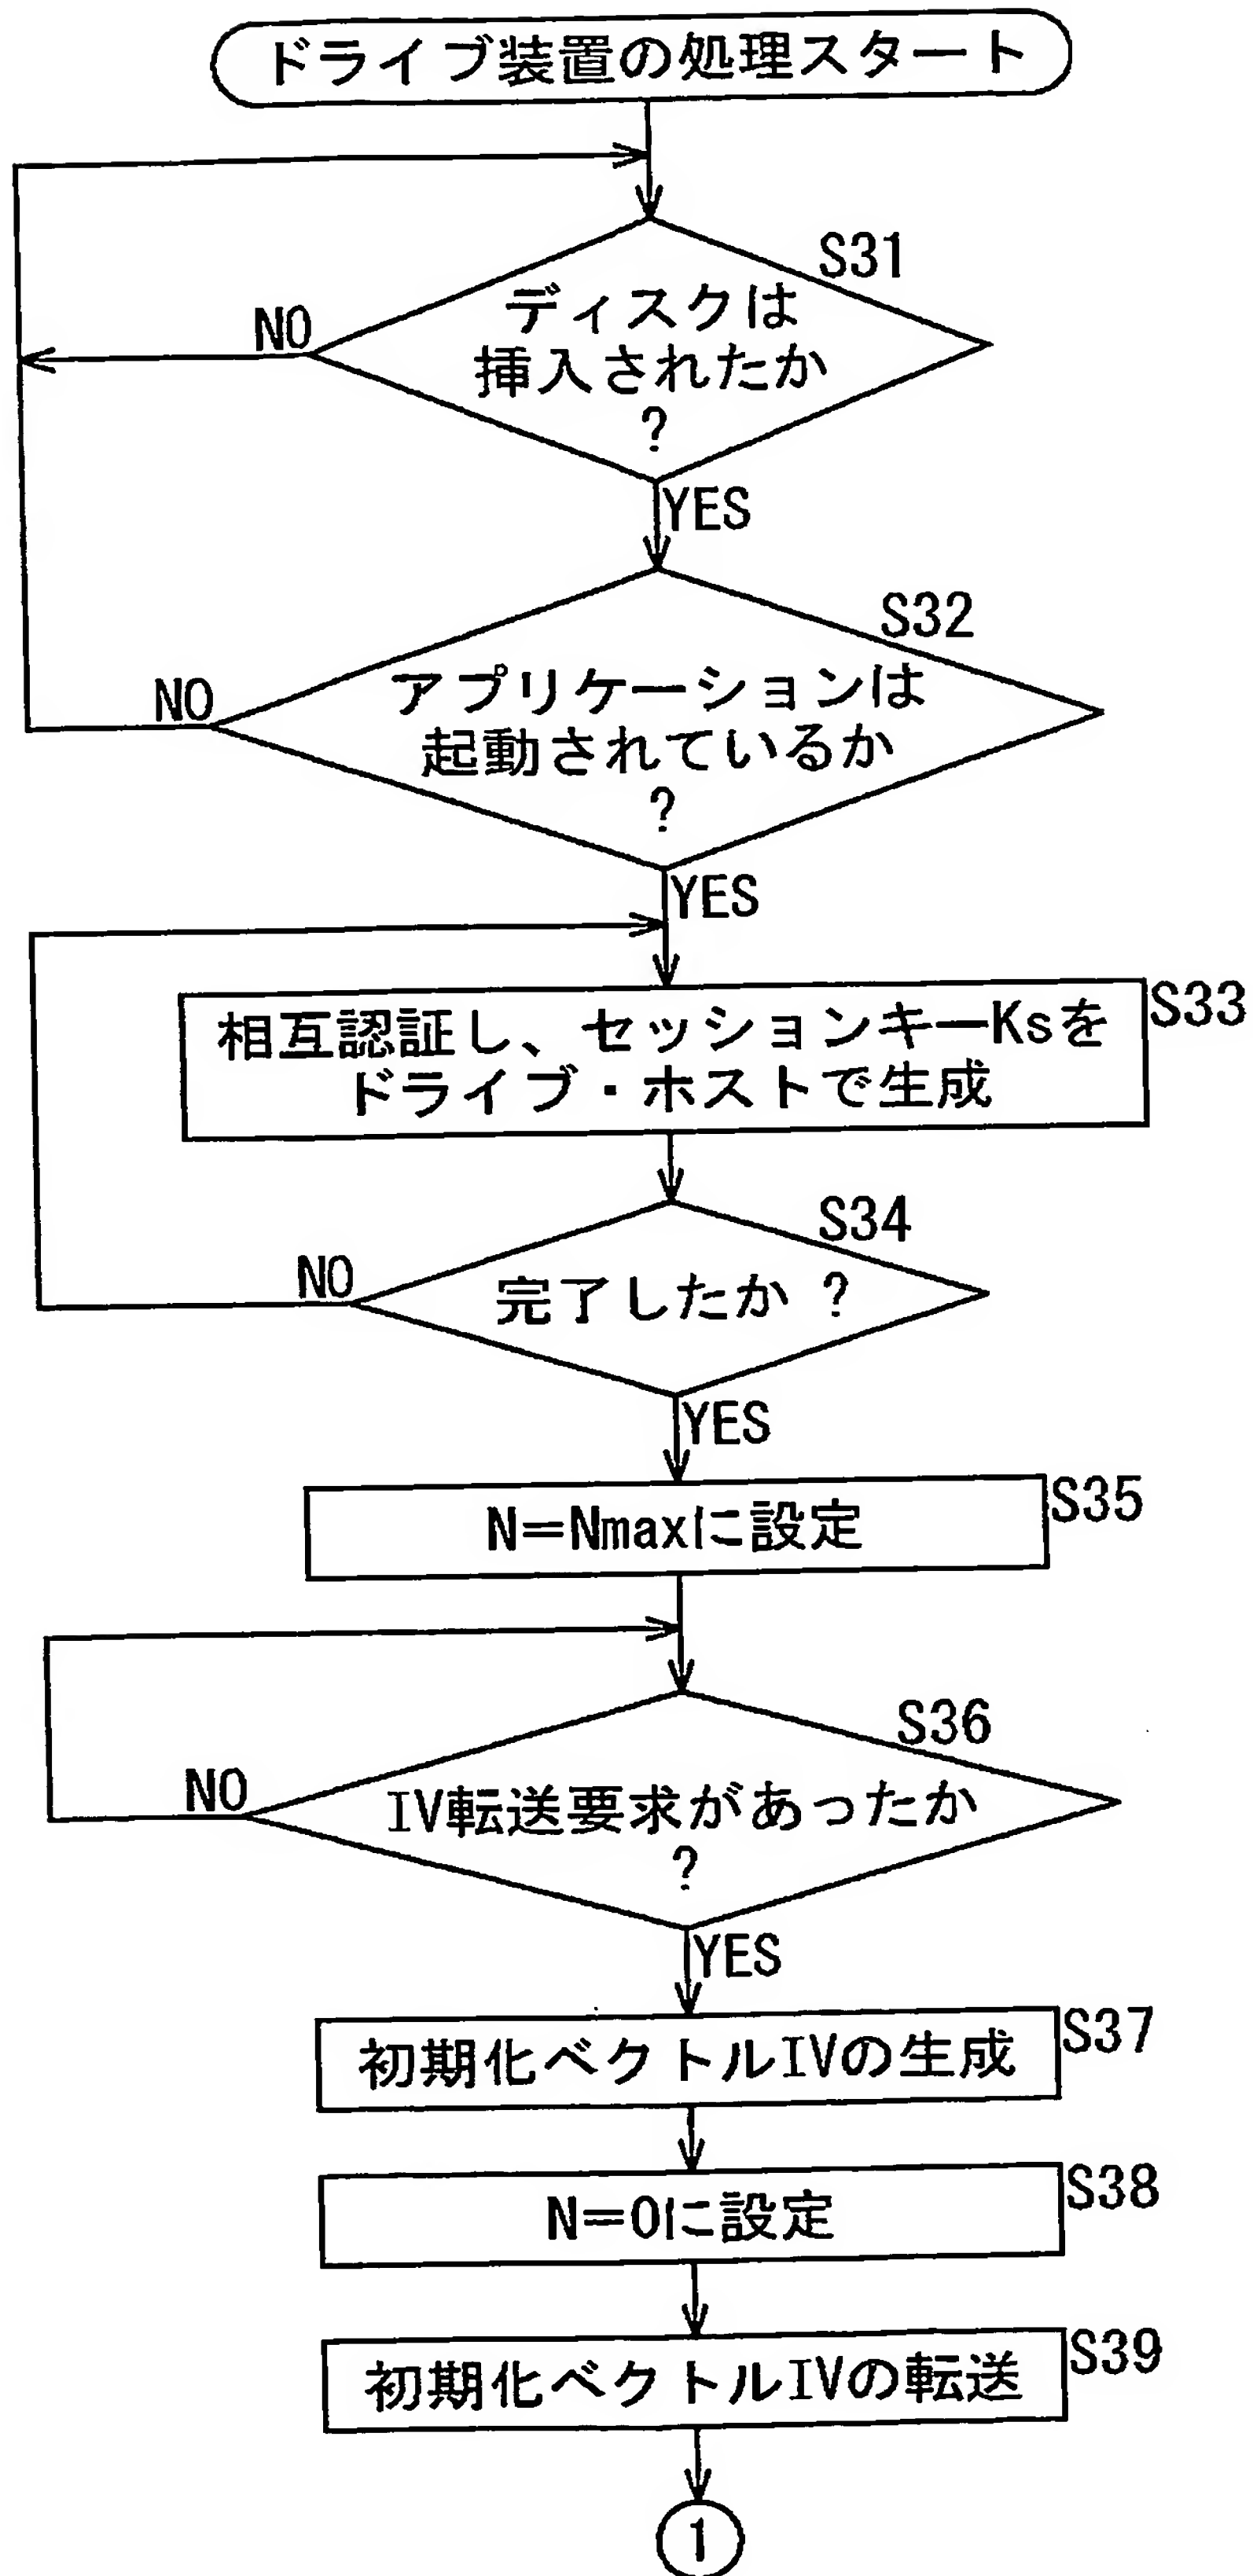 ドライブ装置の処理スタート
S31
ディスクは
挿入されたか
?
NO
YES
S32
アプリケーションは
起動されているか
?
NO
YES
S33
相互認証し、セッションキーKsを
ドライブ・ホストで生成
S34
完了したか ?
NO
YES
S35
N=Nmaxに設定
S36
IV転送要求があったか
?
NO
YES
S37
初期化ベクトルIVの生成
S38
N=0に設定
S39
初期化ベクトルIVの転送
1